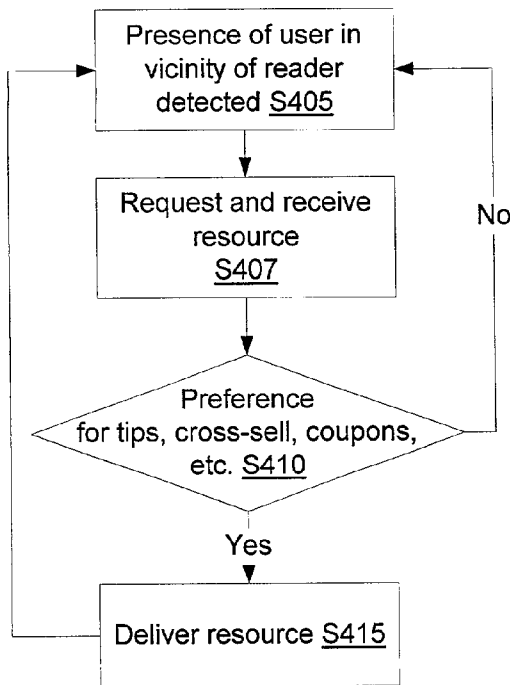 Presence of user in
vicinity of reader
detected S405
Request and receive
resource
S407
No
Preference
for tips, cross-sell, coupons,
etc. S410
Yes
Deliver resource S415